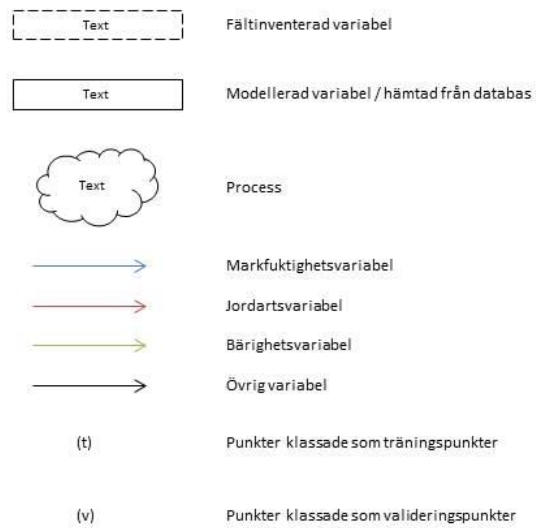 Text Fältinventerad variabel
Text Modellerad variabel / hämtad från databas
Text Process
Markfuktighetsvariabel
Jordartsvariabel
Bärighetsvariabel
Övrig variabel
(t) Punkter klassade som träningspunkter
(v) Punkter klassade som valideringspunkter